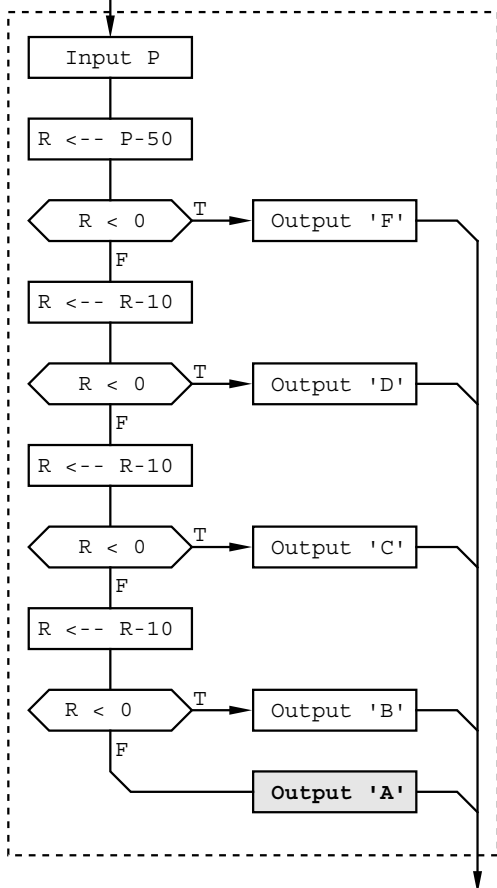 Input P
R <-- P-50
R < 0
T
Output 'F'
F
R <-- R-10
R < 0
T
Output 'D'
F
R <-- R-10
R < 0
T
Output 'C'
F
R <-- R-10
R < 0
T
Output 'B'
F
Output 'A'